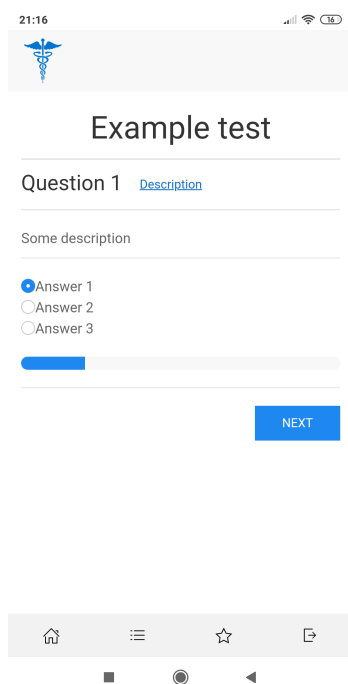 21:16
16
Example test
Question 1 Description
Some description
Answer 1
Answer 2
Answer 3
NEXT